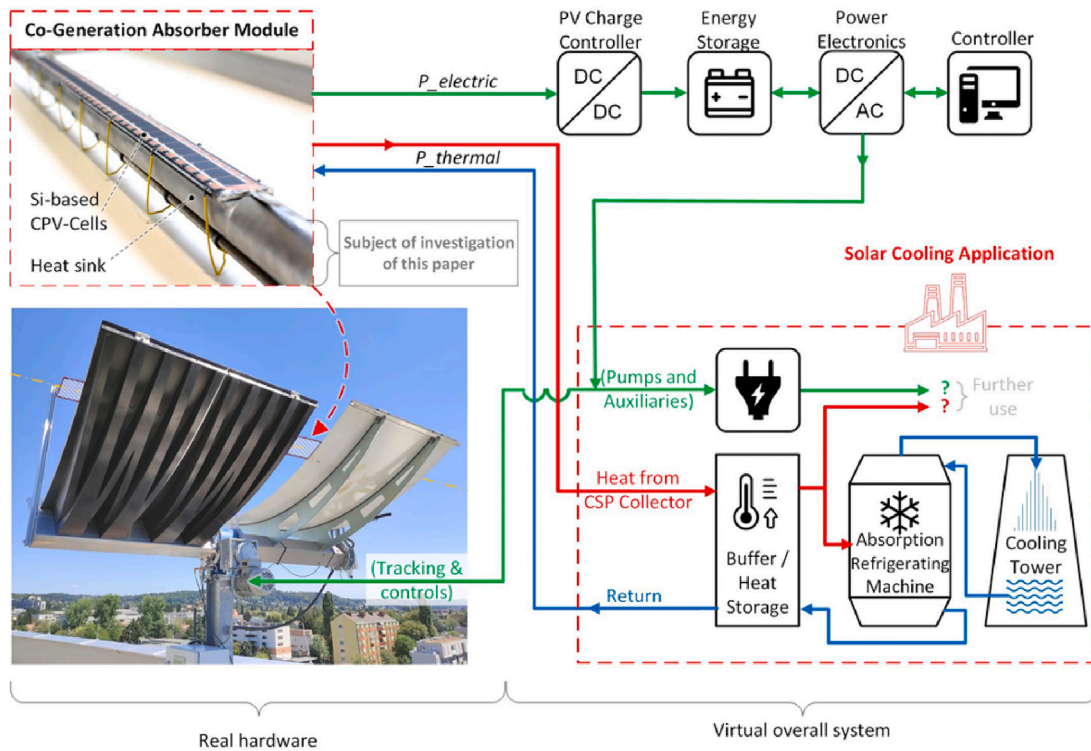 Co-Generation Absorber Module
Si-based
CPV-Cells
Heat sink
P_electric
P_thermal
Subject of investigation
of this paper
PV Charge
Controller
DC
DC
Energy
Storage
Power
Electronics
DC
AC
Controller
Solar Cooling Application
(Pumps and
Auxiliaries)
?
?
Further
use
Heat from
CSP Collector
Buffer /
Heat
Storage
Absorption
Refrigerating
Machine
Cooling
Tower
(Tracking &
controls)
Return
Real hardware
Virtual overall system